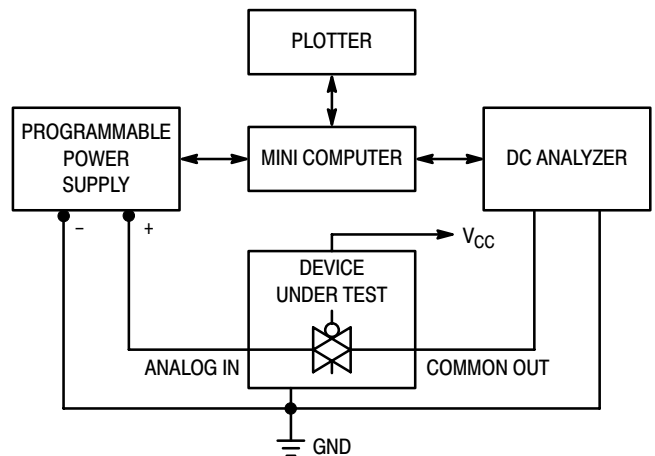 PLOTTER
PROGRAMMABLE
POWER
SUPPLY
MINI COMPUTER
DC ANALYZER
– +
VCC
DEVICE
UNDER TEST
ANALOG IN
COMMON OUT
GND